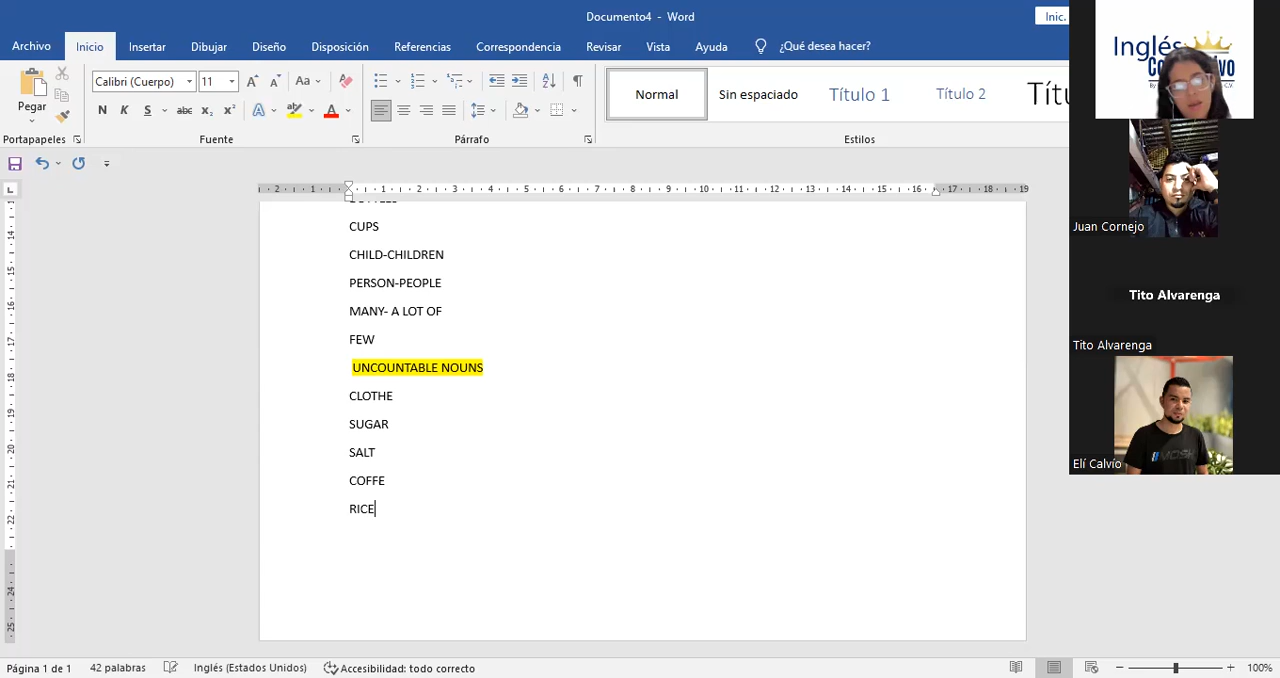 Documento4 - Word
Inic.
Archivo
Inicio
Insertar
Dibujar
Diseño
Disposición
Referencias
Correspondencia
Revisar
Vista
Ayuda
¿Qué desea hacer?
Pegar
Calibri (Cuerpo)
11
Normal
Sin espaciado
Título 1
Título 2
Portapapeles
Fuente
Párrafo
Estilos
CUPS
CHILD-CHILDREN
PERSON-PEOPLE
MANY- A LOT OF
FEW
UNCOUNTABLE NOUNS
CLOTHE
SUGAR
SALT
COFFE
RICE
Inglés
Juan Cornejo
Tito Alvarenga
Tito Alvarenga
Elí Calvío
Página 1 de 1
42 palabras
Inglés (Estados Unidos)
Accesibilidad: todo correcto
100%